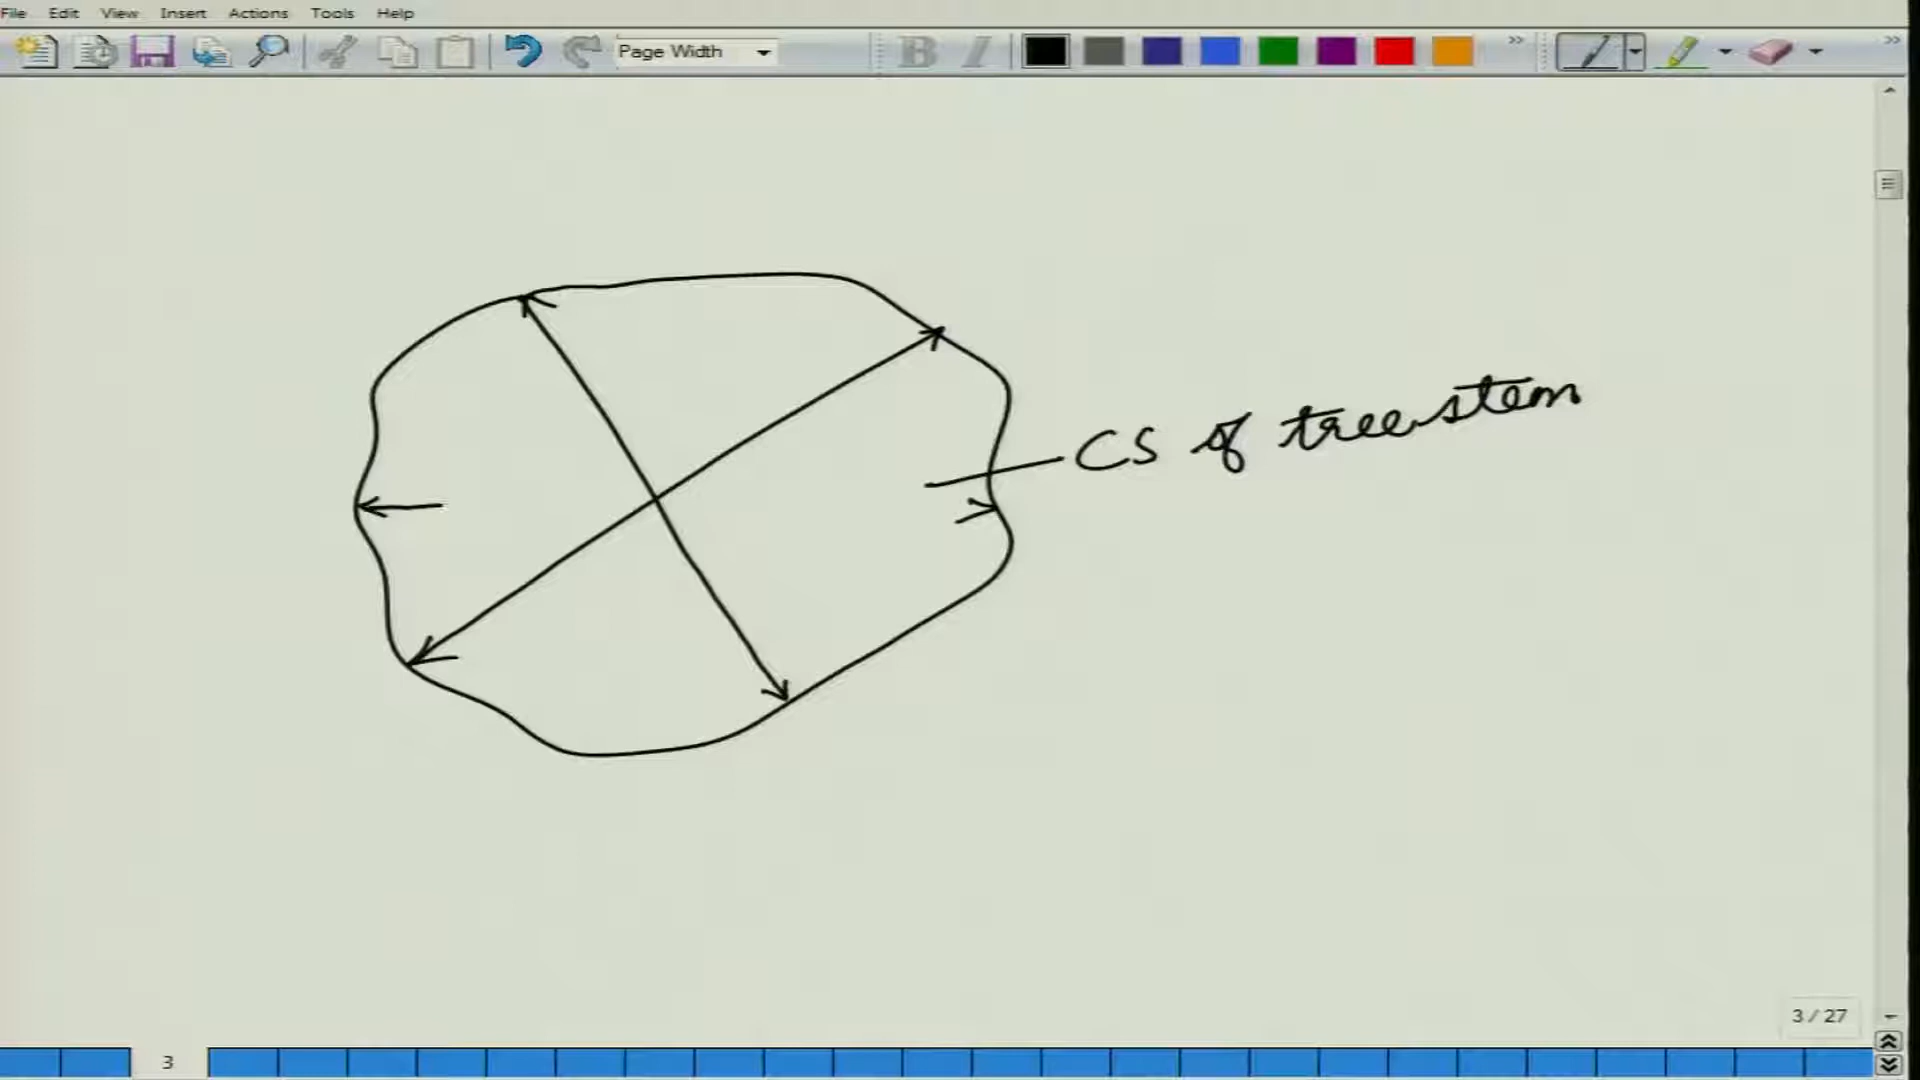 File Edit View Insert Actions Tools Help
Page Width B I
CS of tree stem
3 / 27
3